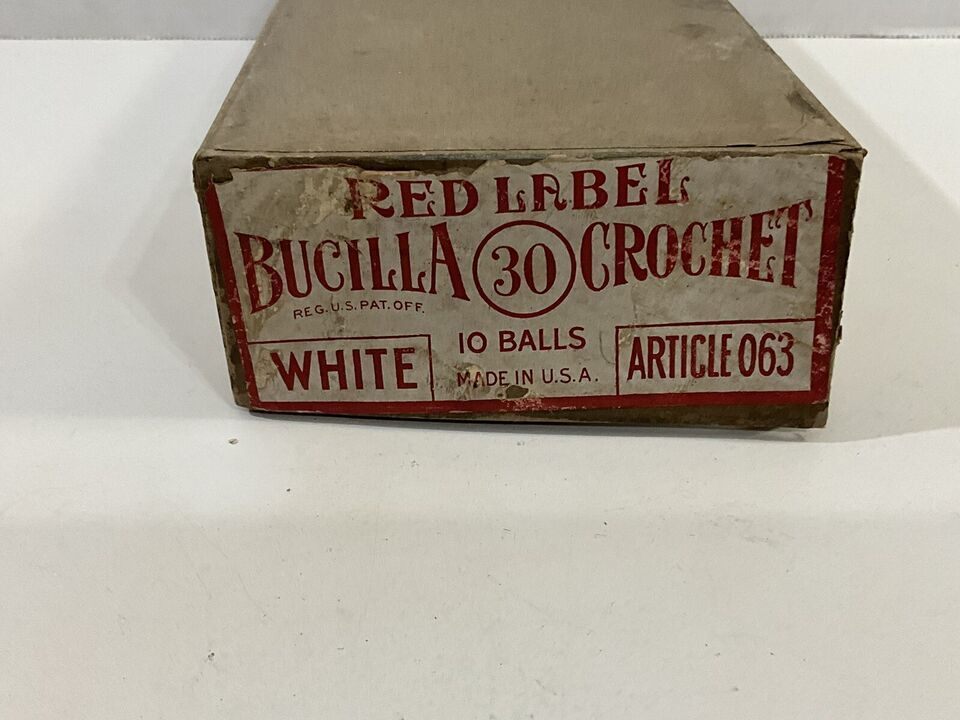 RED LABEL
BUCILLA 30 CROCHET
REG. U.S. PAT. OFF.
WHITE
10 BALLS
MADE IN U.S.A.
ARTICLE 063